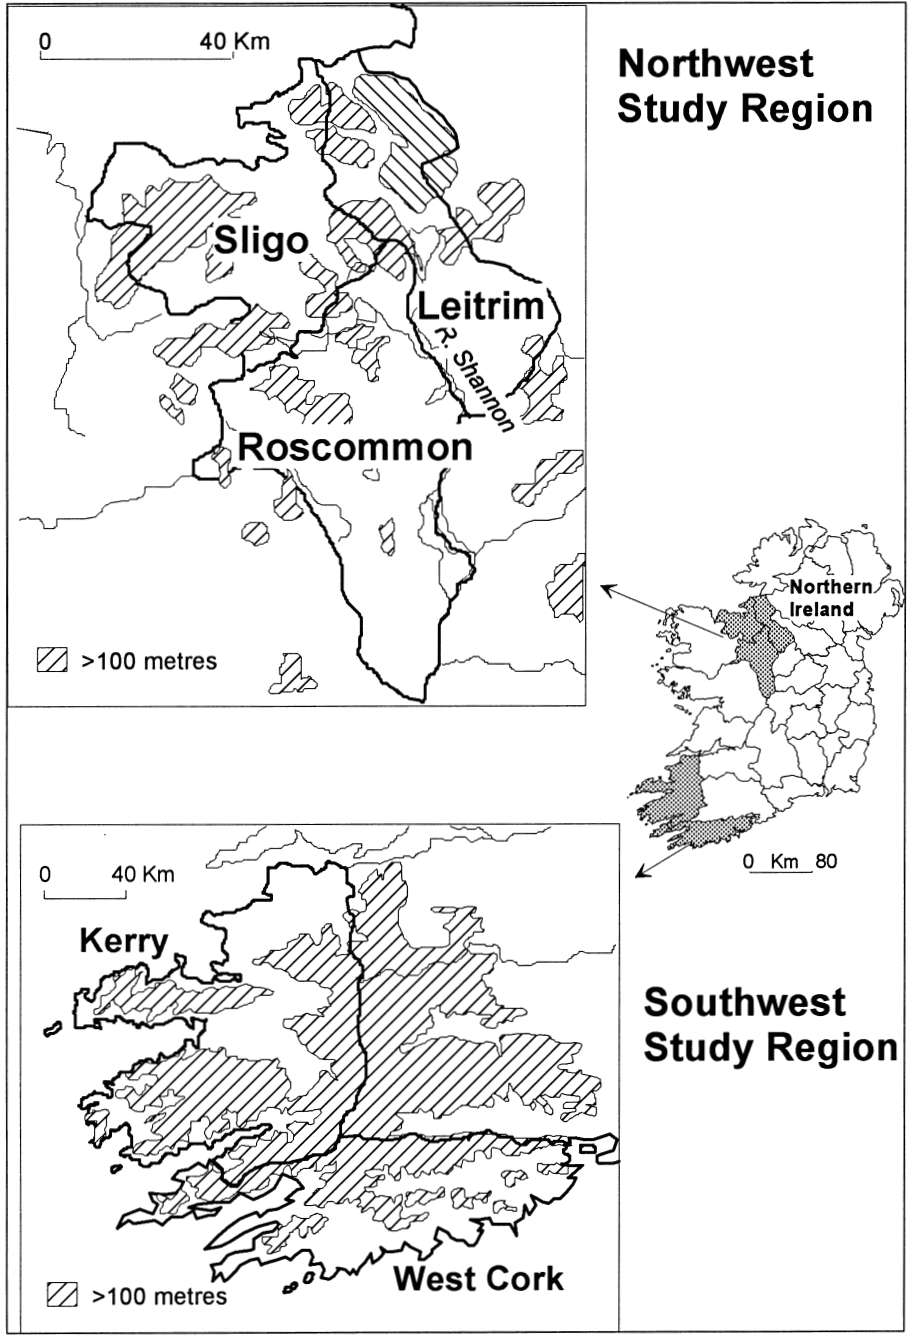 0 40 Km
Northwest
Study Region
Sligo
Leitrim
R. Shannon
Roscommon
>100 metres
Northern
Ireland
0 Km 80
0 40 Km
Kerry
Southwest
Study Region
West Cork
>100 metres